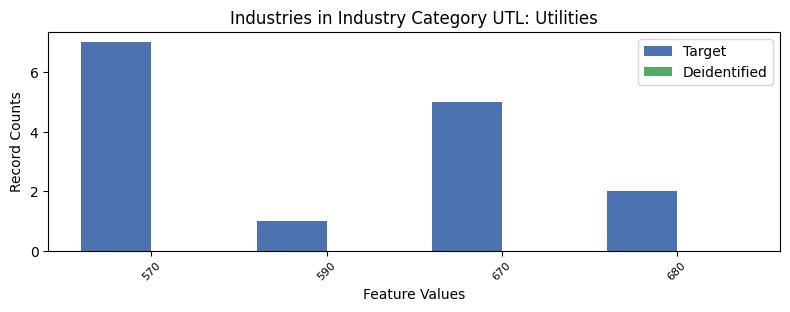 Industries in Industry Category UTL: Utilities
Target
Deidentified
Record Counts
6
4
2
0
570
590
670
680
Feature Values